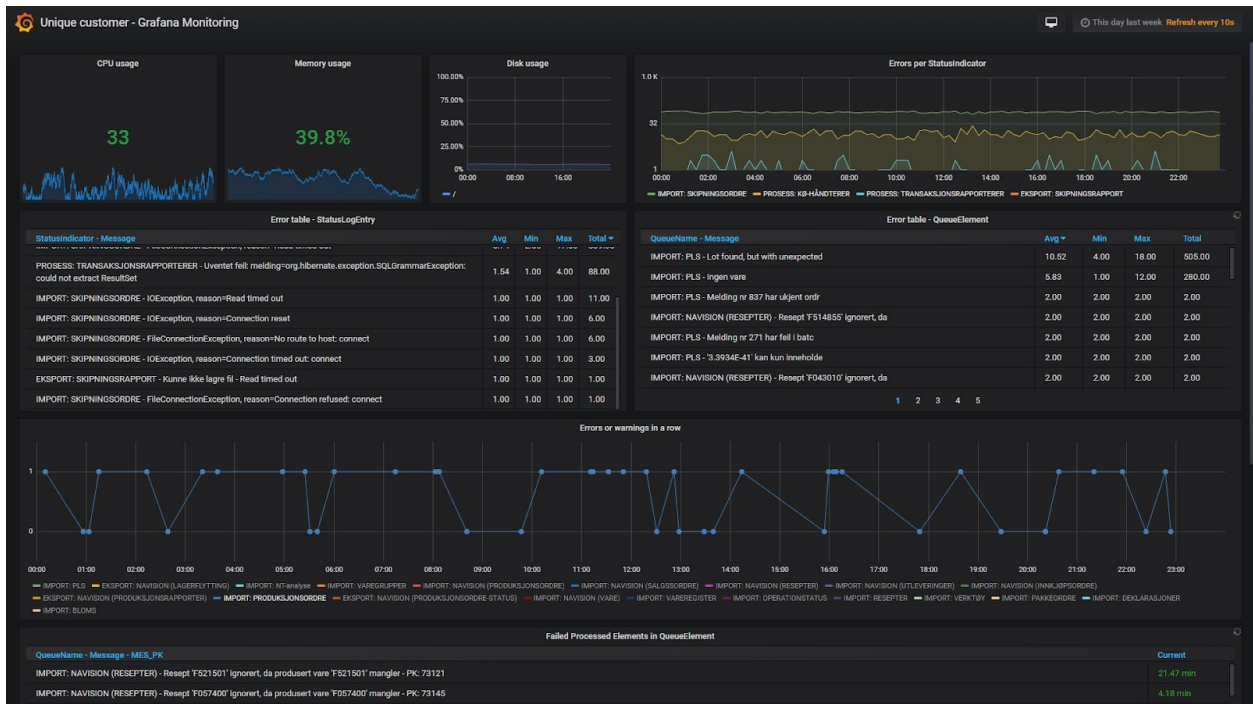 Unique customer - Grafana Monitoring
This day last week Refresh every 10s
CPU usage
33
Memory usage
39.8%
Disk usage
100.00%
75.00%
50.00%
25.00%
0%
00:00 08:00 16:00
/
Errors per StatusIndicator
1.0 K
32
1
00:00 02:00 04:00 06:00 08:00 10:00 12:00 14:00 16:00 18:00 20:00 22:00
IMPORT: SKIPNINGSORDRE PROSESS: KØ-HÅNDTERER PROSESS: TRANSAKSJONSRAPPORTERER EKSPORT: SKIPNINGSRAPPORT
Error table - StatusLogEntry
StatusIndicator - Message Avg Min Max Total
PROSESS: TRANSAKSJONSRAPPORTERER - Uventet feil: melding=org.hibernate.exception.SQLGrammarException:
could not extract ResultSet 1.54 1.00 4.00 88.00
IMPORT: SKIPNINGSORDRE - IOException, reason=Read timed out 1.00 1.00 1.00 11.00
IMPORT: SKIPNINGSORDRE - IOException, reason=Connection reset 1.00 1.00 1.00 6.00
IMPORT: SKIPNINGSORDRE - FileConnectionException, reason=No route to host: connect 1.00 1.00 1.00 6.00
IMPORT: SKIPNINGSORDRE - IOException, reason=Connection timed out: connect 1.00 1.00 1.00 3.00
EKSPORT: SKIPNINGSRAPPORT - Kunne ikke lagre fil - Read timed out 1.00 1.00 1.00 1.00
IMPORT: SKIPNINGSORDRE - FileConnectionException, reason=Connection refused: connect 1.00 1.00 1.00 1.00
Error table - QueueElement
QueueName - Message Avg Min Max Total
IMPORT: PLS - Lot found, but with unexpected 10.52 4.00 18.00 505.00
IMPORT: PLS - Ingen vare 5.83 1.00 12.00 280.00
IMPORT: PLS - Melding nr 837 har ukjent ordr 2.00 2.00 2.00 2.00
IMPORT: NAVISION (RESEPTER) - Resept 'F514855' ignorert, da 2.00 2.00 2.00 2.00
IMPORT: PLS - Melding nr 271 har feil i batc 2.00 2.00 2.00 2.00
IMPORT: PLS - '3.3934E-41' kan kun inneholde 2.00 2.00 2.00 2.00
IMPORT: NAVISION (RESEPTER) - Resept 'F043010' ignorert, da 2.00 2.00 2.00 2.00
1 2 3 4 5
Errors or warnings in a row
1
0
00:00 01:00 02:00 03:00 04:00 05:00 06:00 07:00 08:00 09:00 10:00 11:00 12:00 13:00 14:00 15:00 16:00 17:00 18:00 19:00 20:00 21:00 22:00 23:00
IMPORT: PLS EKSPORT: NAVISION (LAGERFLYTTING) IMPORT: NT-analyse IMPORT: VAREGRUPPER IMPORT: NAVISION (PRODUKSJONSORDRE) IMPORT: NAVISION (SALGSSORDRE) IMPORT: NAVISION (RESEPTER) IMPORT: NAVISION (UTLEVERINGER) IMPORT: NAVISION (INNKJØPSORDRE)
EKSPORT: NAVISION (PRODUKSJONSRAPPORTER) IMPORT: PRODUKSJONSORDRE EKSPORT: NAVISION (PRODUKSJONSORDRE-STATUS) IMPORT: NAVISION (VARE) IMPORT: VAREREGISTER IMPORT: OPERATIONSTATUS IMPORT: RESEPTER IMPORT: VERKTØY IMPORT: PAKKEORDRE IMPORT: DEKLARASJONER
IMPORT: BLOMS
Failed Processed Elements in QueueElement
QueueName - Message - MES_PK Current
IMPORT: NAVISION (RESEPTER) - Resept 'F521501' ignorert, da produsert vare 'F521501' mangler - PK: 73121 21.47 min
IMPORT: NAVISION (RESEPTER) - Resept 'F057400' ignorert, da produsert vare 'F057400' mangler - PK: 73145 4.18 min